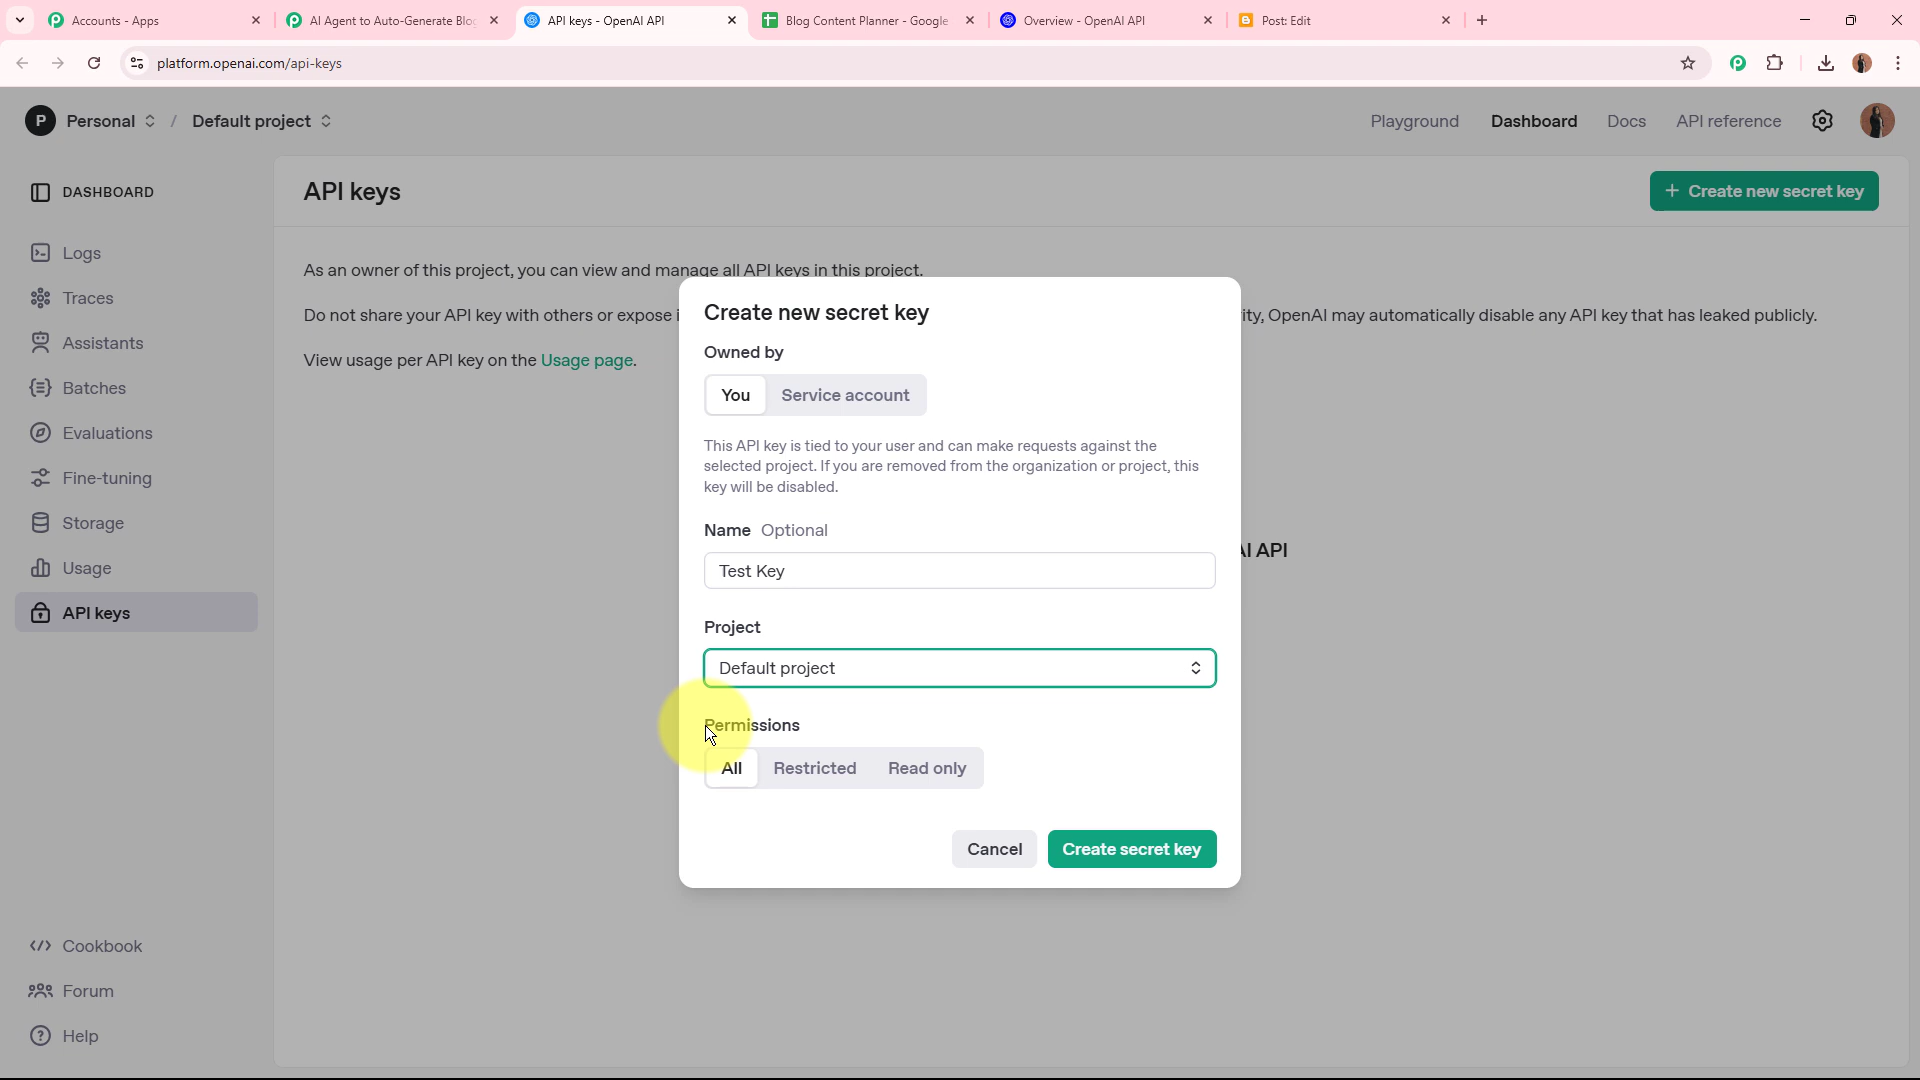 Accounts - Apps
AI Agent to Auto-Generate Blog
API keys - OpenAI API
Blog Content Planner - Google
Overview - OpenAI API
Post: Edit
platform.openai.com/api-keys
P Personal / Default project
Playground Dashboard Docs API reference
DASHBOARD
Logs
Traces
Assistants
Batches
Evaluations
Fine-tuning
Storage
Usage
API keys
Cookbook
Forum
Help
API keys
+ Create new secret key
As an owner of this project, you can view and manage all API keys in this project.
Do not share your API key with others or expose i
ity, OpenAI may automatically disable any API key that has leaked publicly.
View usage per API key on the Usage page.
AI API
Create new secret key
Owned by
You Service account
This API key is tied to your user and can make requests against the
selected project. If you are removed from the organization or project, this
key will be disabled.
Name Optional
Test Key
Project
Default project
Permissions
All Restricted Read only
Cancel Create secret key